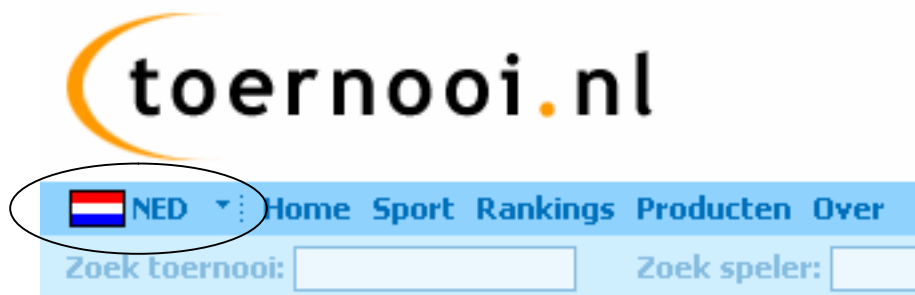 toernooi.nl
NED Home Sport Rankings Producten Over
Zoek toernooi: Zoek speler: